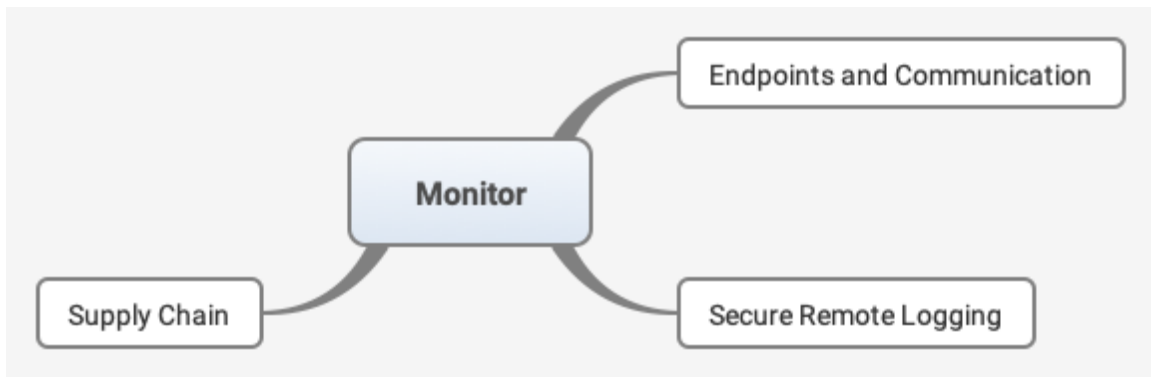 Endpoints and Communication
Monitor
Supply Chain
Secure Remote Logging